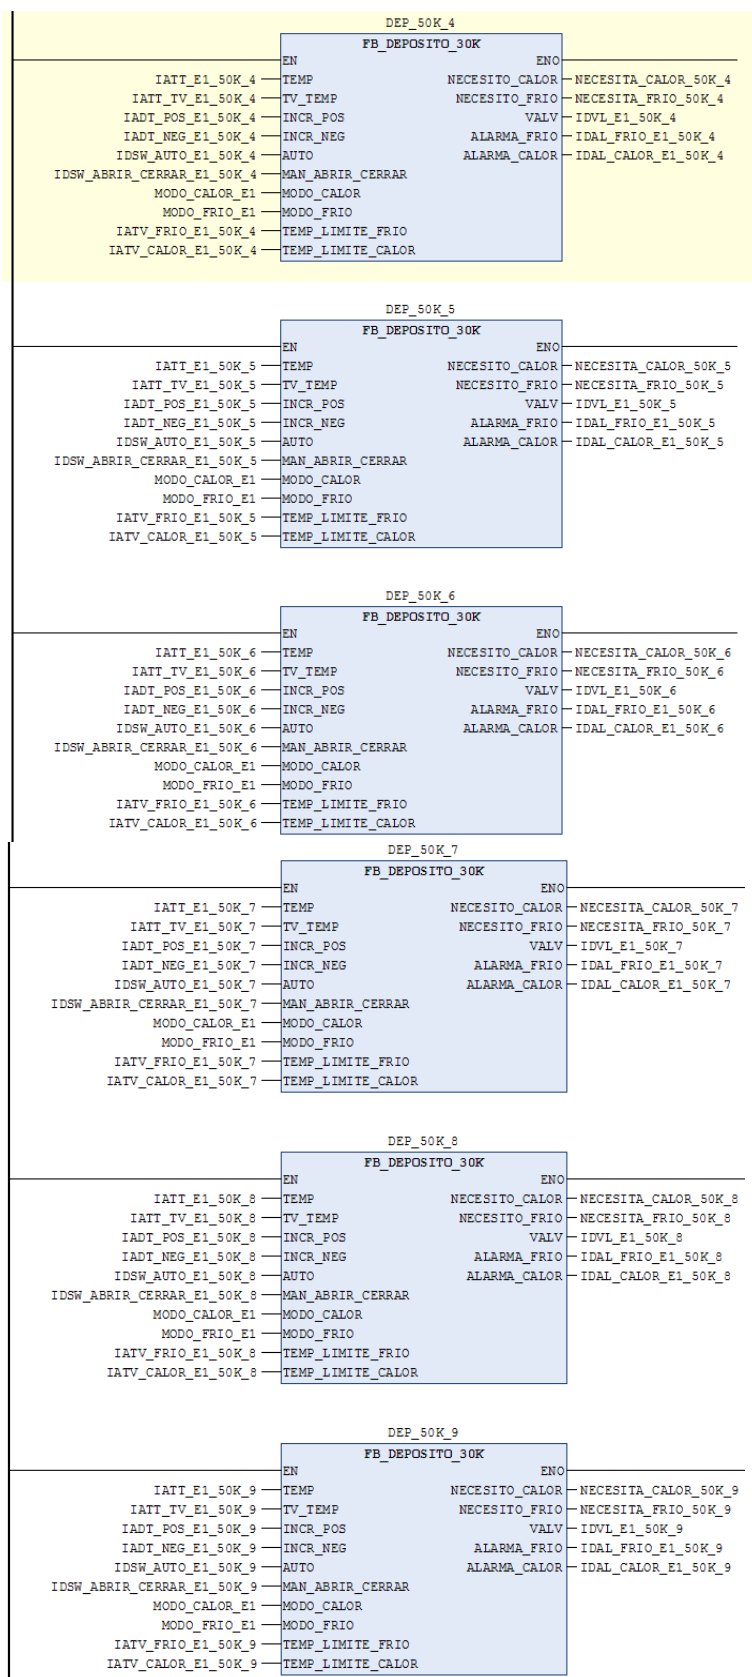 DEP_50K_4
FB_DEPOSITO_30K
EN ENO
IATT_E1_50K_4 TEMP NECESITO_CALOR NECESITA_CALOR_50K_4
IATT_TV_50K_4 TV_TEMP NECESITO_FRIO NECESITA_FRIO_50K_4
IADT_POS_E1_50K_4 INCR_POS VALV IDVL_E1_50K_4
IADT_NEG_E1_50K_4 INCR_NEG ALARMA_FRIO IDAL_FRIO_E1_50K_4
IDSW_AUTO_E1_50K_4 AUTO ALARMA_CALOR IDAL_CALOR_E1_50K_4
IDSW_ABRIR_CERRAR_E1_50K_4 MAN_ABRIR_CERRAR
MODO_CALOR_E1 MODO_CALOR
MODO_FRIO_E1 MODO_FRIO
IATV_FRIO_E1_50K_4 TEMP_LIMITE_FRIO
IATV_CALOR_E1_50K_4 TEMP_LIMITE_CALOR
DEP_50K_5
FB_DEPOSITO_30K
EN ENO
IATT_E1_50K_5 TEMP NECESITO_CALOR NECESITA_CALOR_50K_5
IATT_TV_50K_5 TV_TEMP NECESITO_FRIO NECESITA_FRIO_50K_5
IADT_POS_E1_50K_5 INCR_POS VALV IDVL_E1_50K_5
IADT_NEG_E1_50K_5 INCR_NEG ALARMA_FRIO IDAL_FRIO_E1_50K_5
IDSW_AUTO_E1_50K_5 AUTO ALARMA_CALOR IDAL_CALOR_E1_50K_5
IDSW_ABRIR_CERRAR_E1_50K_5 MAN_ABRIR_CERRAR
MODO_CALOR_E1 MODO_CALOR
MODO_FRIO_E1 MODO_FRIO
IATV_FRIO_E1_50K_5 TEMP_LIMITE_FRIO
IATV_CALOR_E1_50K_5 TEMP_LIMITE_CALOR
DEP_50K_6
FB_DEPOSITO_30K
EN ENO
IATT_E1_50K_6 TEMP NECESITO_CALOR NECESITA_CALOR_50K_6
IATT_TV_50K_6 TV_TEMP NECESITO_FRIO NECESITA_FRIO_50K_6
IADT_POS_E1_50K_6 INCR_POS VALV IDVL_E1_50K_6
IADT_NEG_E1_50K_6 INCR_NEG ALARMA_FRIO IDAL_FRIO_E1_50K_6
IDSW_AUTO_E1_50K_6 AUTO ALARMA_CALOR IDAL_CALOR_E1_50K_6
IDSW_ABRIR_CERRAR_E1_50K_6 MAN_ABRIR_CERRAR
MODO_CALOR_E1 MODO_CALOR
MODO_FRIO_E1 MODO_FRIO
IATV_FRIO_E1_50K_6 TEMP_LIMITE_FRIO
IATV_CALOR_E1_50K_6 TEMP_LIMITE_CALOR
DEP_50K_7
FB_DEPOSITO_30K
EN ENO
IATT_E1_50K_7 TEMP NECESITO_CALOR NECESITA_CALOR_50K_7
IATT_TV_50K_7 TV_TEMP NECESITO_FRIO NECESITA_FRIO_50K_7
IADT_POS_E1_50K_7 INCR_POS VALV IDVL_E1_50K_7
IADT_NEG_E1_50K_7 INCR_NEG ALARMA_FRIO IDAL_FRIO_E1_50K_7
IDSW_AUTO_E1_50K_7 AUTO ALARMA_CALOR IDAL_CALOR_E1_50K_7
IDSW_ABRIR_CERRAR_E1_50K_7 MAN_ABRIR_CERRAR
MODO_CALOR_E1 MODO_CALOR
MODO_FRIO_E1 MODO_FRIO
IATV_FRIO_E1_50K_7 TEMP_LIMITE_FRIO
IATV_CALOR_E1_50K_7 TEMP_LIMITE_CALOR
DEP_50K_8
FB_DEPOSITO_30K
EN ENO
IATT_E1_50K_8 TEMP NECESITO_CALOR NECESITA_CALOR_50K_8
IATT_TV_50K_8 TV_TEMP NECESITO_FRIO NECESITA_FRIO_50K_8
IADT_POS_E1_50K_8 INCR_POS VALV IDVL_E1_50K_8
IADT_NEG_E1_50K_8 INCR_NEG ALARMA_FRIO IDAL_FRIO_E1_50K_8
IDSW_AUTO_E1_50K_8 AUTO ALARMA_CALOR IDAL_CALOR_E1_50K_8
IDSW_ABRIR_CERRAR_E1_50K_8 MAN_ABRIR_CERRAR
MODO_CALOR_E1 MODO_CALOR
MODO_FRIO_E1 MODO_FRIO
IATV_FRIO_E1_50K_8 TEMP_LIMITE_FRIO
IATV_CALOR_E1_50K_8 TEMP_LIMITE_CALOR
DEP_50K_9
FB_DEPOSITO_30K
EN ENO
IATT_E1_50K_9 TEMP NECESITO_CALOR NECESITA_CALOR_50K_9
IATT_TV_50K_9 TV_TEMP NECESITO_FRIO NECESITA_FRIO_50K_9
IADT_POS_E1_50K_9 INCR_POS VALV IDVL_E1_50K_9
IADT_NEG_E1_50K_9 INCR_NEG ALARMA_FRIO IDAL_FRIO_E1_50K_9
IDSW_AUTO_E1_50K_9 AUTO ALARMA_CALOR IDAL_CALOR_E1_50K_9
IDSW_ABRIR_CERRAR_E1_50K_9 MAN_ABRIR_CERRAR
MODO_CALOR_E1 MODO_CALOR
MODO_FRIO_E1 MODO_FRIO
IATV_FRIO_E1_50K_9 TEMP_LIMITE_FRIO
IATV_CALOR_E1_50K_9 TEMP_LIMITE_CALOR